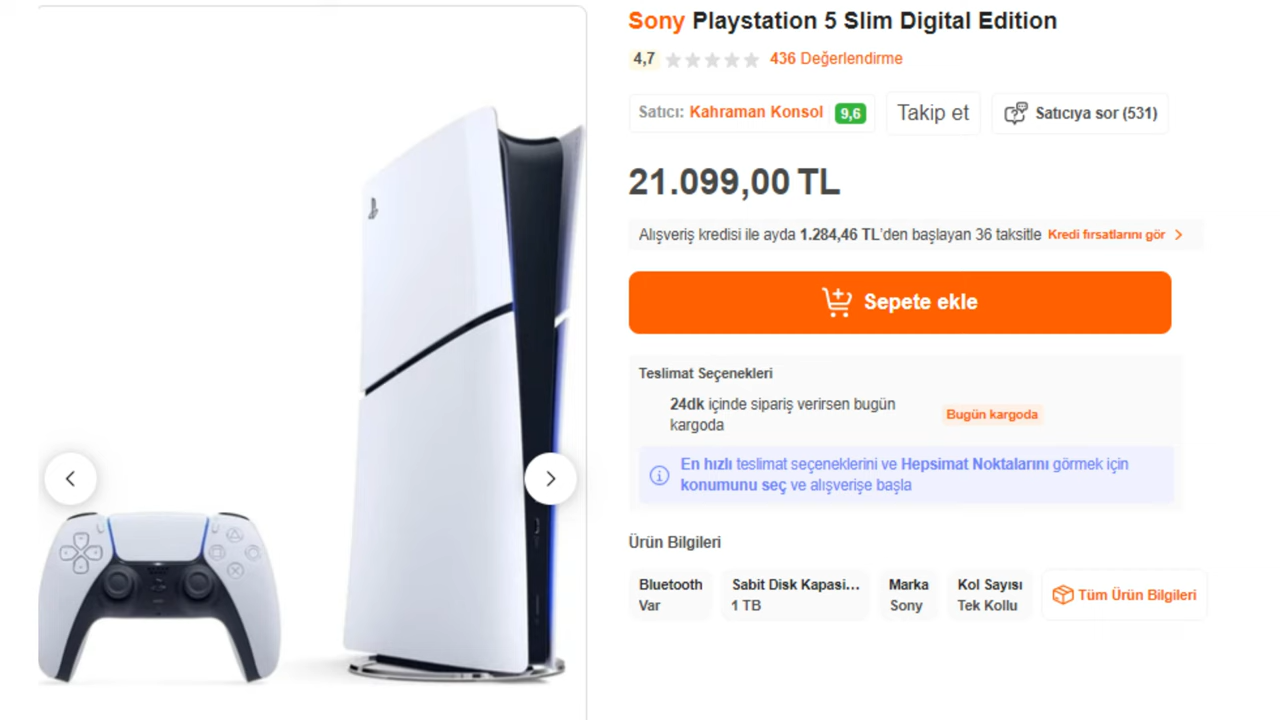 Sony Playstation 5 Slim Digital Edition
4,7 436 Değerlendirme
Satıcı: Kahraman Konsol 9,6 Takip et Satıcıya sor (531)
21.099,00 TL
Alışveriş kredisi ile ayda 1.284,46 TL'den başlayan 36 taksitle Kredi fırsatlarını gör
Sepete ekle
Teslimat Seçenekleri
24dk içinde sipariş verirsen bugün
kargoda
Bugün kargoda
En hızlı teslimat seçeneklerini ve Hepsimat Noktalarını görmek için
konumunu seç ve alışverişe başla
Ürün Bilgileri
Bluetooth
Var
Sabit Disk Kapasi...
1 TB
Marka
Sony
Kol Sayısı
Tek Kollu
Tüm Ürün Bilgileri